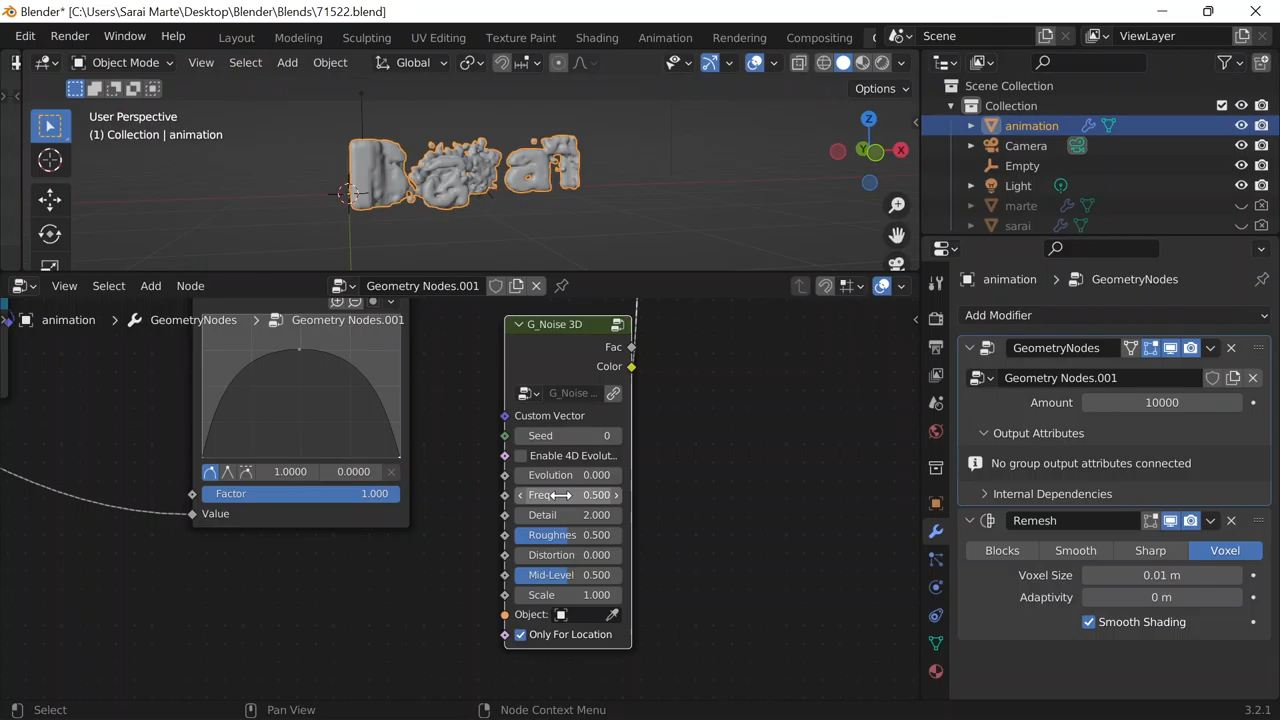 Blender* [C:\Users\Sarai Marte\Desktop\Blender\Blends\71522.blend]
Edit Render Window Help Layout Modeling Sculpting UV Editing Texture Paint Shading Animation Rendering Compositing Scene ViewLayer
Object Mode View Select Add Object Global
Options
User Perspective
(1) Collection | animation
Z
Y
X
Scene Collection
Collection
animation
Camera
Empty
Light
marte
sarai
View Select Add Node Geometry Nodes.001
animation > GeometryNodes > Geometry Nodes.001
1.0000 0.0000
Factor 1.000
Value
G_Noise 3D
Fac
Color
G_Noise ...
Custom Vector
Seed 0
Enable 4D Evolut...
Evolution 0.000
Freq 0.500
Detail 2.000
Roughnes 0.500
Distortion 0.000
Mid-Level 0.500
Scale 1.000
Object:
Only For Location
animation > GeometryNodes
Add Modifier
GeometryNodes
Geometry Nodes.001
Amount 10000
Output Attributes
No group output attributes connected
Internal Dependencies
Remesh
Blocks Smooth Sharp Voxel
Voxel Size 0.01 m
Adaptivity 0 m
Smooth Shading
Select Pan View Node Context Menu 3.2.1